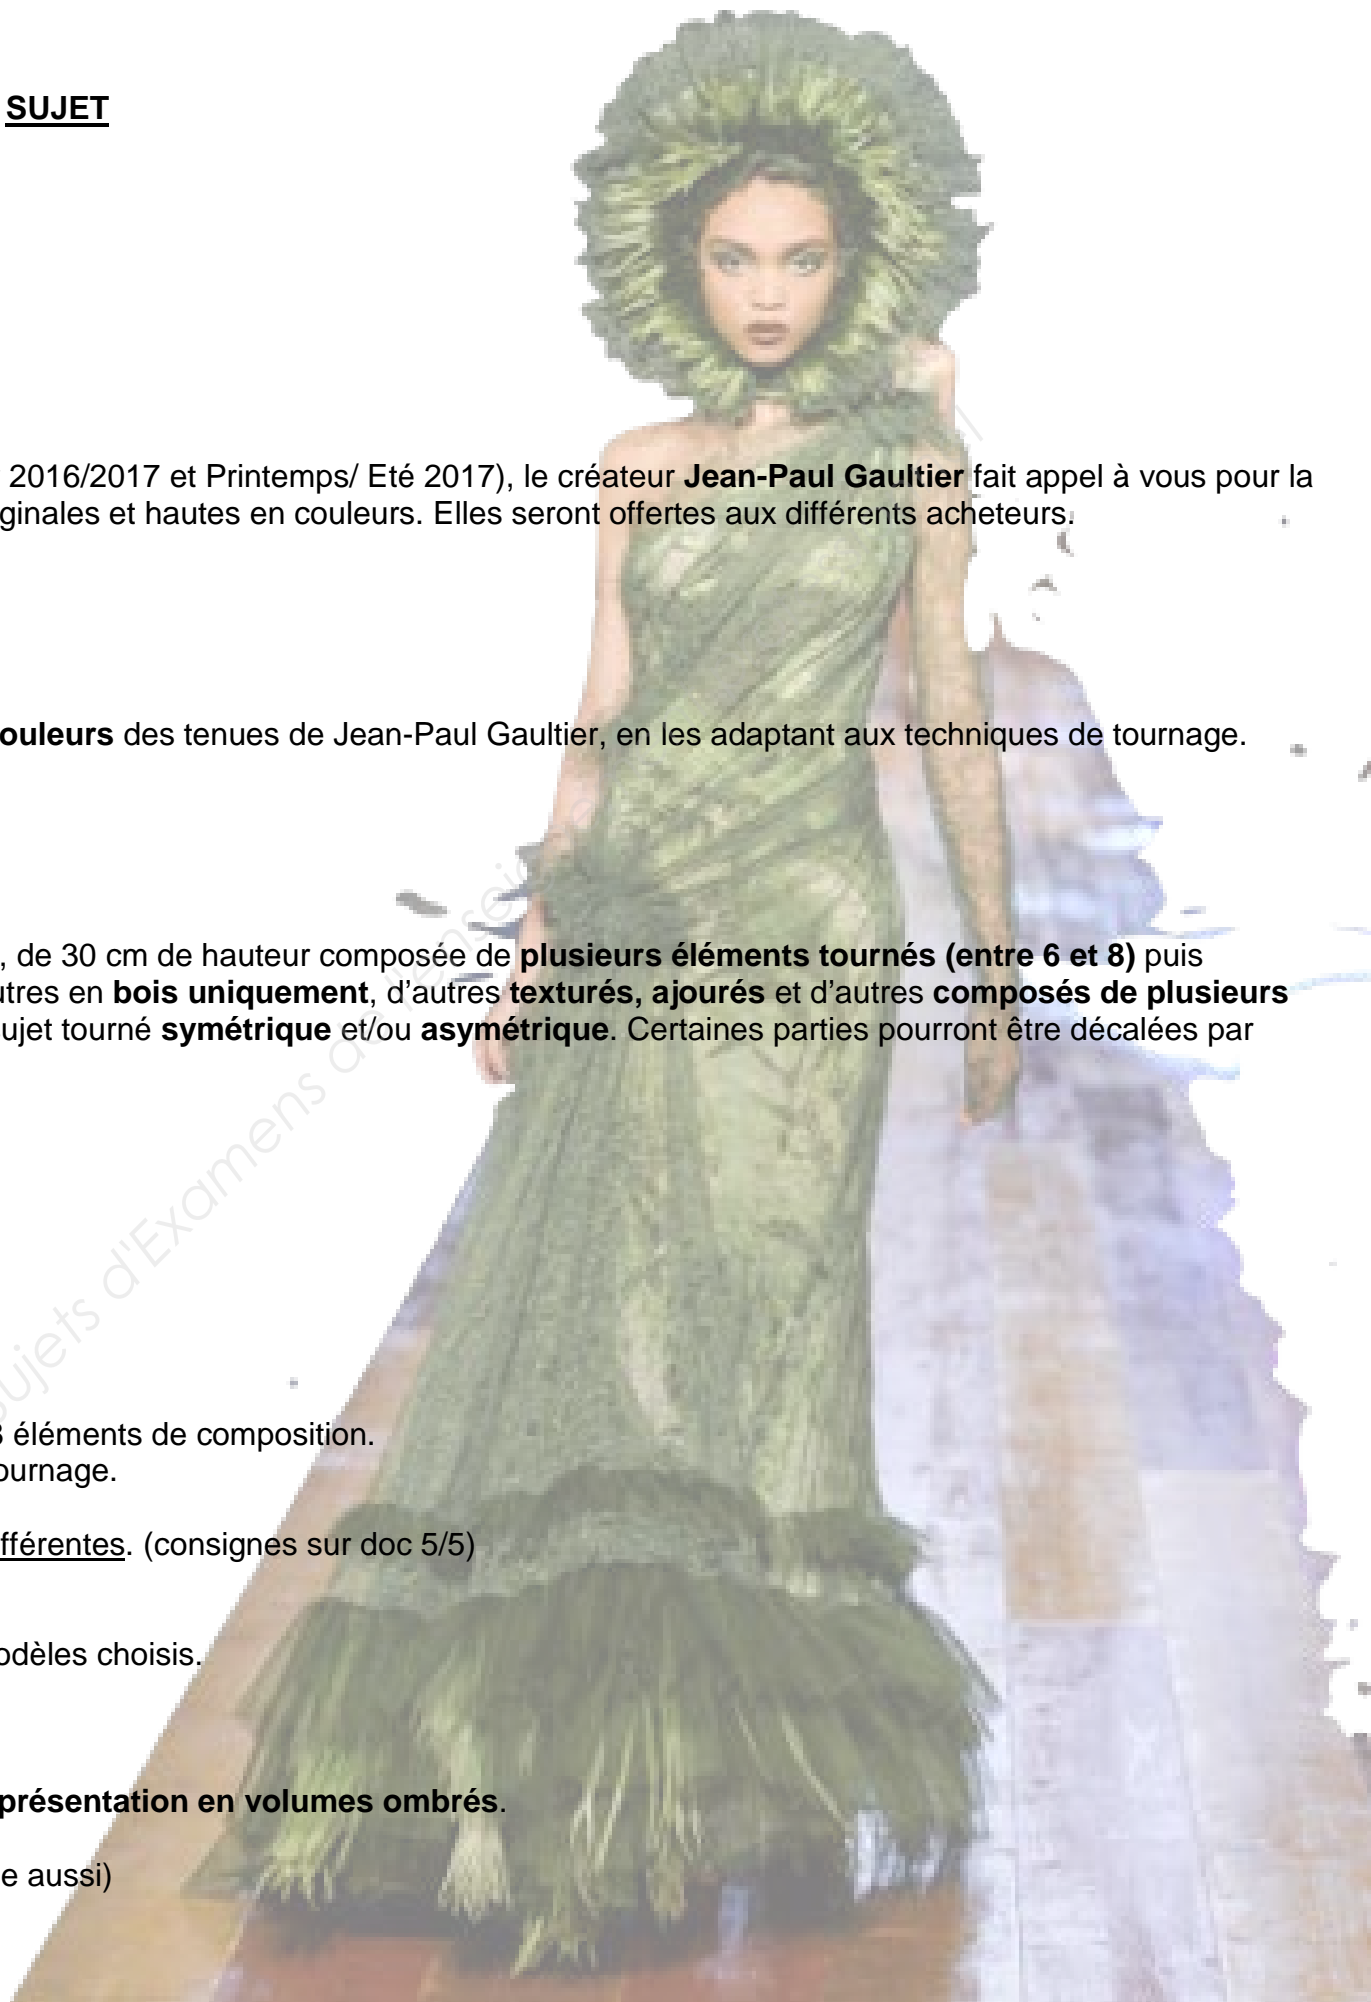 SUJET
2016/2017 et Printemps/ Eté 2017), le créateur Jean-Paul Gaultier fait appel à vous pour la
ginales et hautes en couleurs. Elles seront offertes aux différents acheteurs.
ouleurs des tenues de Jean-Paul Gaultier, en les adaptant aux techniques de tournage.
, de 30 cm de hauteur composée de plusieurs éléments tournés (entre 6 et 8) puis
utres en bois uniquement, d’autres texturés, ajourés et d’autres composés de plusieurs
sujet tourné symétrique et/ou asymétrique. Certaines parties pourront être décalées par
éléments de composition.
ournage.
fférentes. (consignes sur doc 5/5)
odèles choisis.
présentation en volumes ombrés.
e aussi)
sujets d'Examens de l'enseig